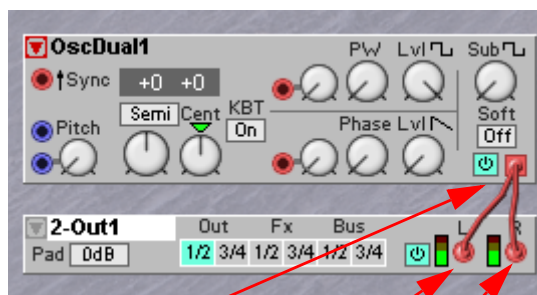 OscDual1 PW Lvl Sub
Sync +0 +0
Semi Cent KBT On
Pitch Phase Lvl Soft Off
2-Out1 Out Fx Bus L R
Pad 0dB 1/2 3/4 1/2 3/4 1/2 3/4